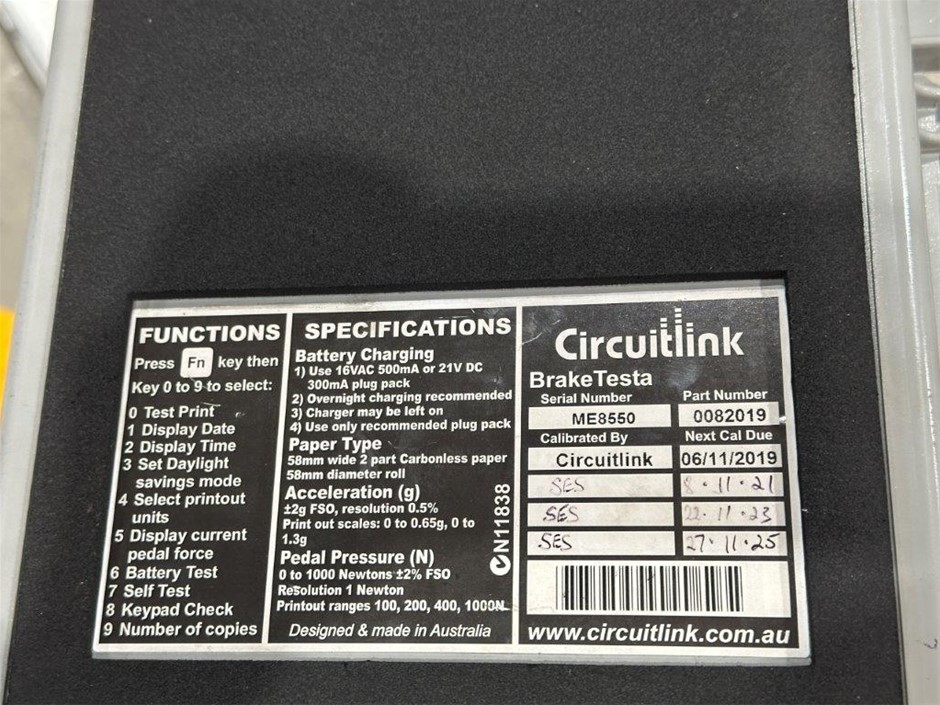 FUNCTIONS
Press Fn key then
Key 0 to 9 to select:
0 Test Print
1 Display Date
2 Display Time
3 Set Daylight
savings mode
4 Select printout
units
5 Display current
pedal force
6 Battery Test
7 Self Test
8 Keypad Check
9 Number of copies
SPECIFICATIONS
Battery Charging
1) Use 16VAC 500mA or 21V DC
300mA plug pack
2) Overnight charging recommended
3) Charger may be left on
4) Use only recommended plug pack
Paper Type
58mm wide 2 part Carbonless paper
58mm diameter roll
Acceleration (g)
±2g FSO, resolution 0.5%
Print out scales: 0 to 0.65g, 0 to
1.3g
Pedal Pressure (N)
0 to 1000 Newtons ±2% FSO
Resolution 1 Newton
Printout ranges 100, 200, 400, 1000N
Designed & made in Australia
N11838
Circuitlink
BrakeTesta
Serial Number Part Number
ME8550 0082019
Calibrated By Next Cal Due
Circuitlink 06/11/2019
SES 8·11·21
SES 22·11·23
SES 27·11·25
www.circuitlink.com.au